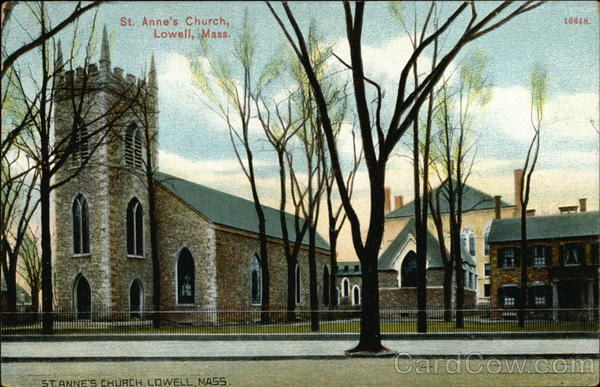 St. Anne's Church,
Lowell, Mass.
16648.
CardCow.com
ST. ANNE'S CHURCH, LOWELL, MASS.